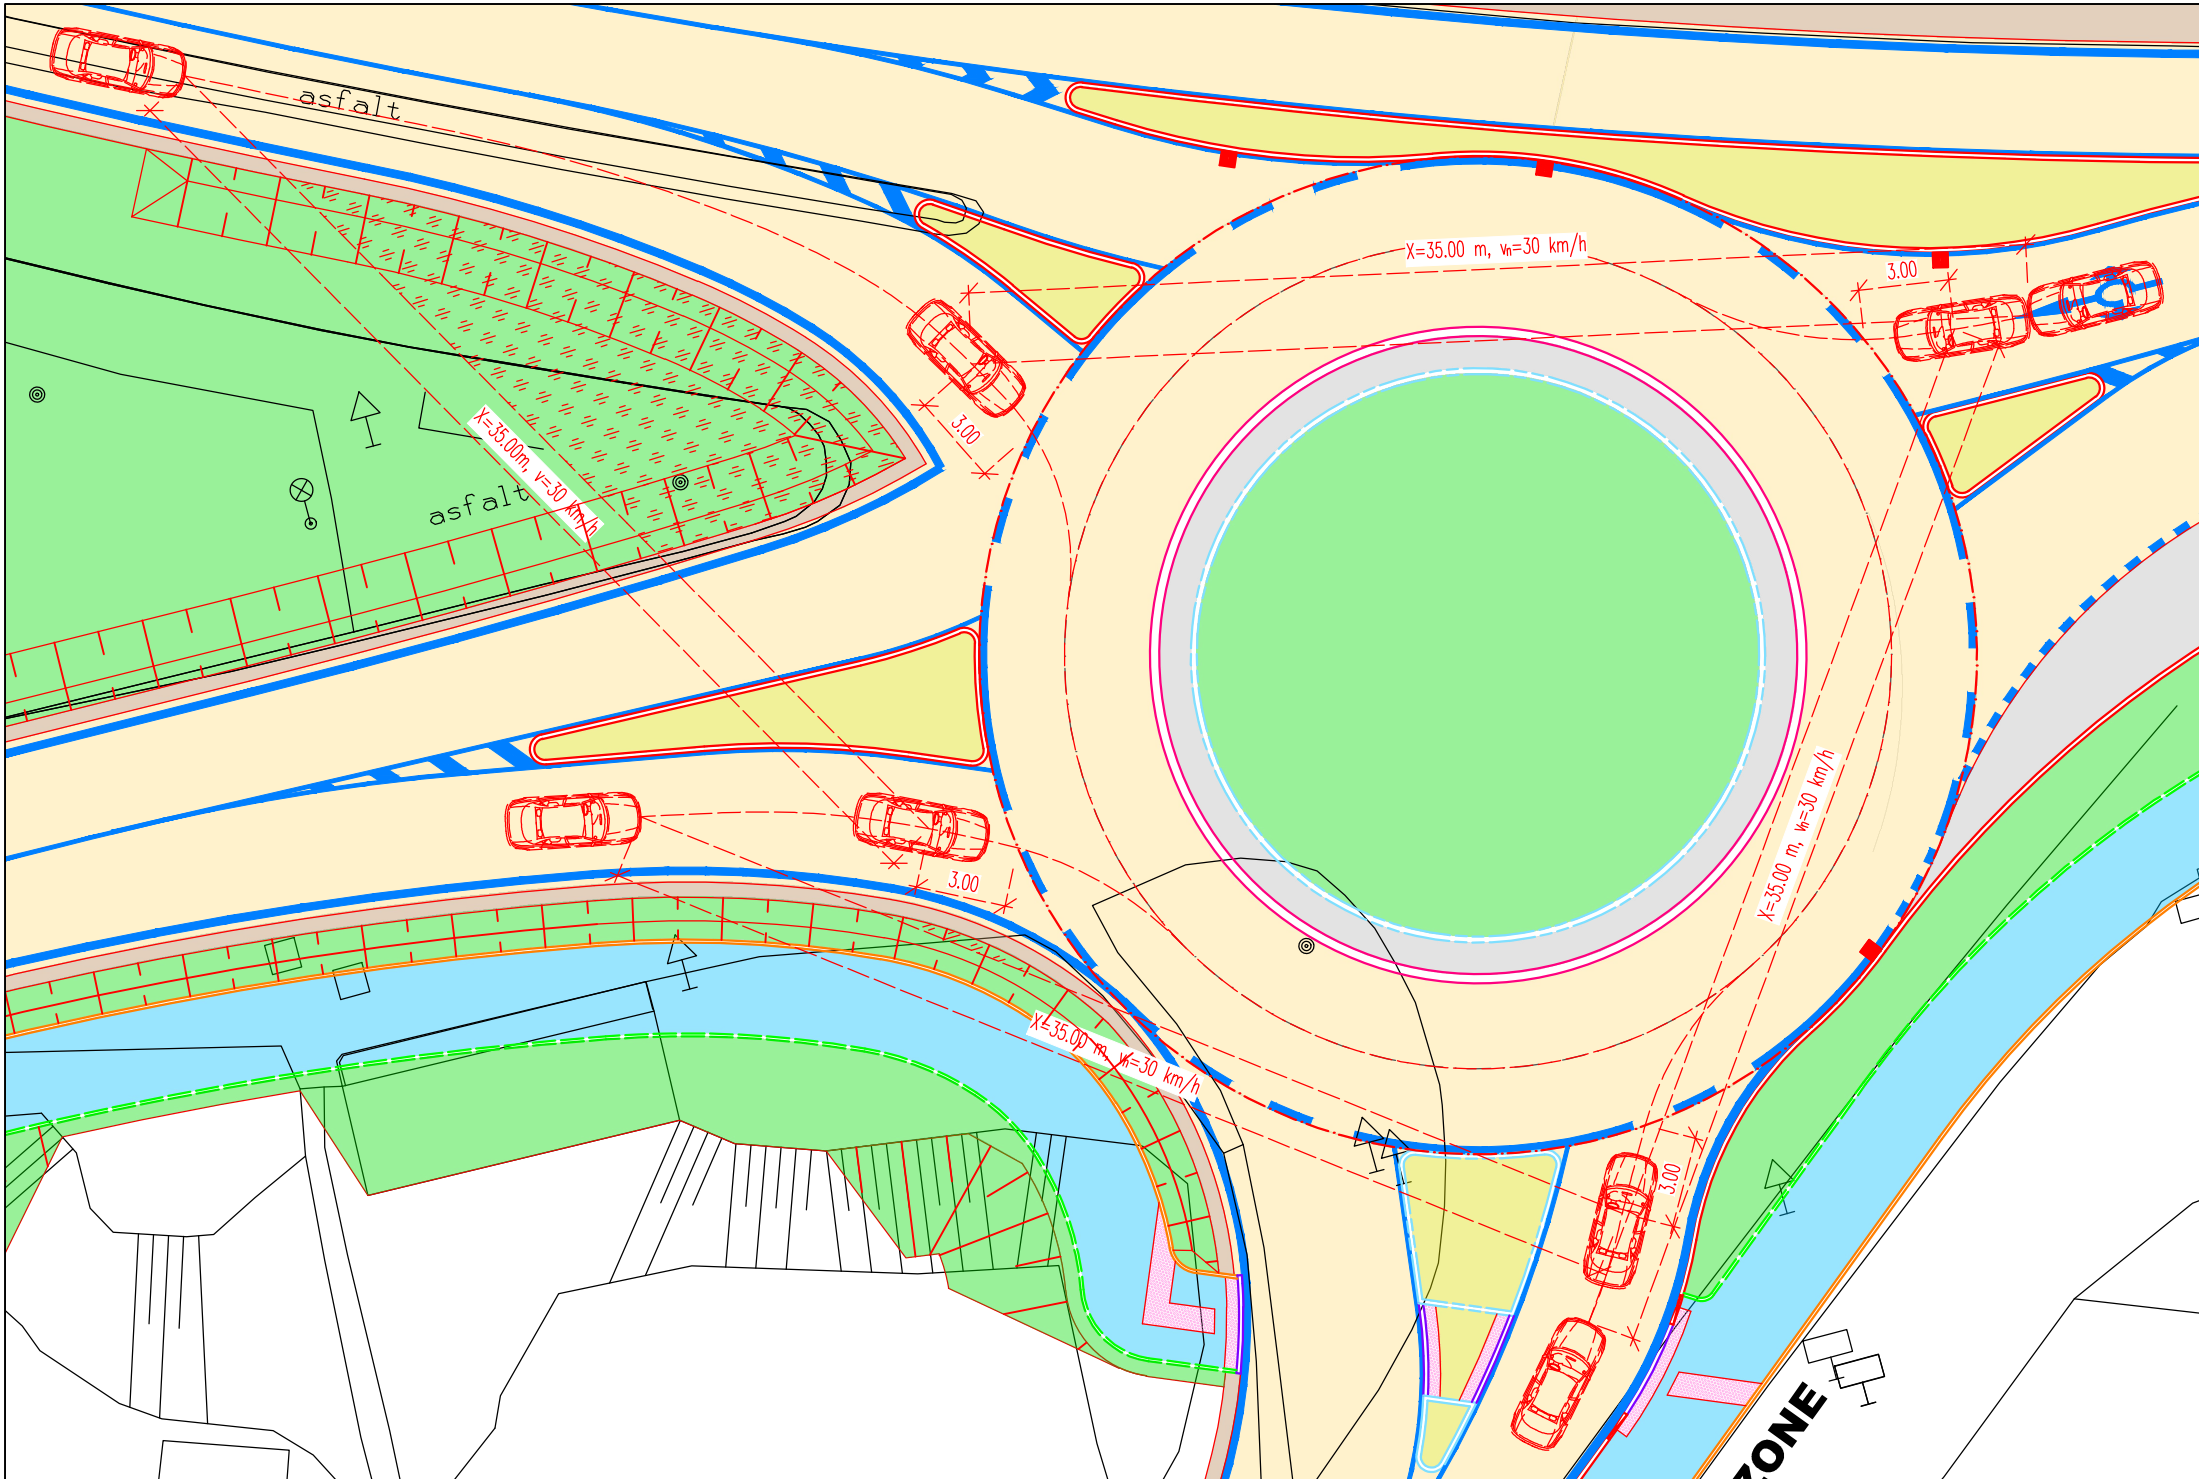 asfalt
X=35.00 m, vₙ=30 km/h
3.00
3.00
X=35.00m, v=30 km/h
asfalt
X=35.00 m, vₙ=30 km/h
3.00
X=35.00 m, vₙ=30 km/h
3.00
ZONE